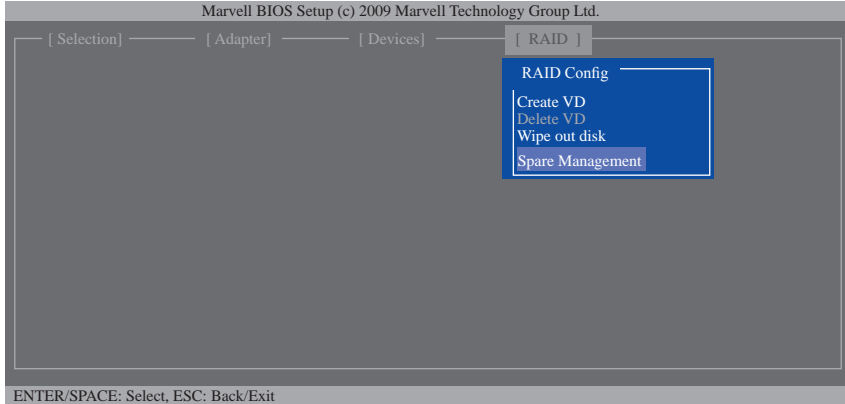 Marvell BIOS Setup (c) 2009 Marvell Technology Group Ltd.
[ Selection] [ Adapter] [ Devices] [ RAID ]
RAID Config
Create VD
Delete VD
Wipe out disk
Spare Management
ENTER/SPACE: Select, ESC: Back/Exit